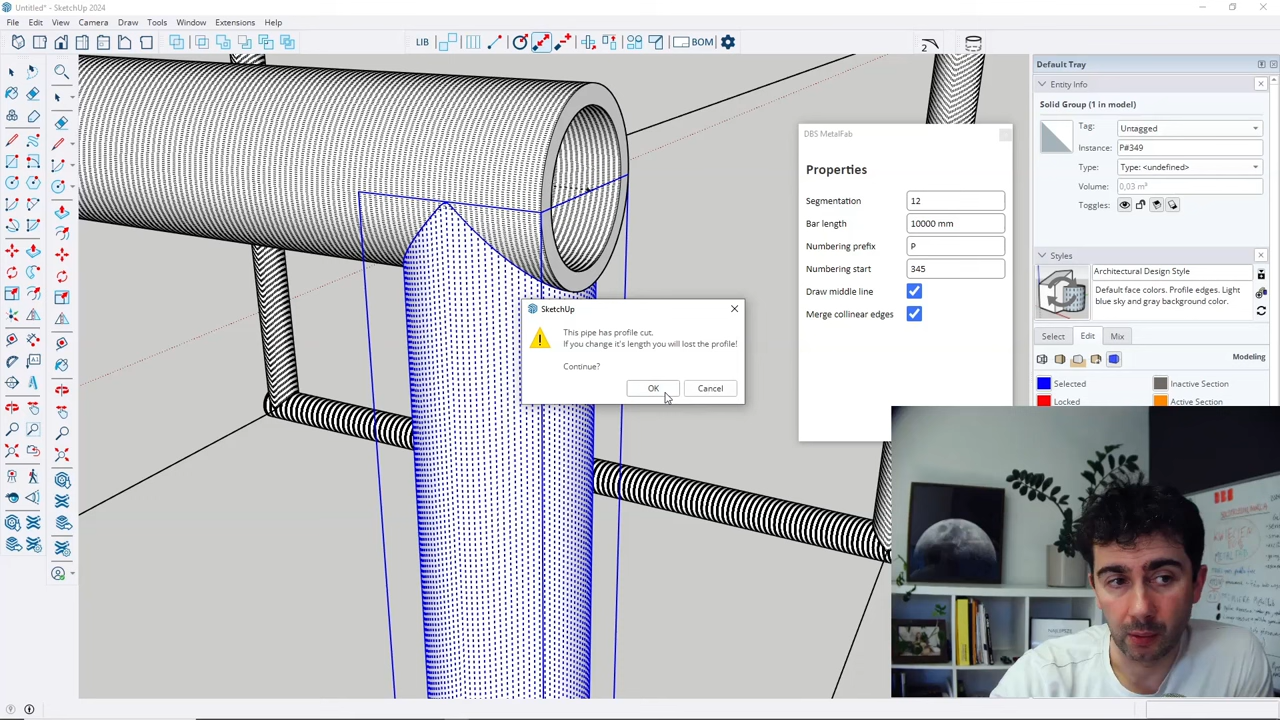 Untitled* - SketchUp 2024
File Edit View Camera Draw Tools Window Extensions Help
LIB
BOM
2
Default Tray
Entity Info
Solid Group (1 in model)
Tag: Untagged
Instance: P#349
Type: Type: <undefined>
Volume: 0,03 m³
Toggles:
Styles
Architectural Design Style
Default face colors. Profile edges. Light
blue sky and gray background color.
Select Edit Mix
Modeling
Selected Inactive Section
Locked Active Section
DBS MetalFab
Properties
Segmentation 12
Bar length 10000 mm
Numbering prefix P
Numbering start 345
Draw middle line
Merge collinear edges
SketchUp
This pipe has profile cut.
If you change it's length you will lost the profile!
Continue?
OK Cancel